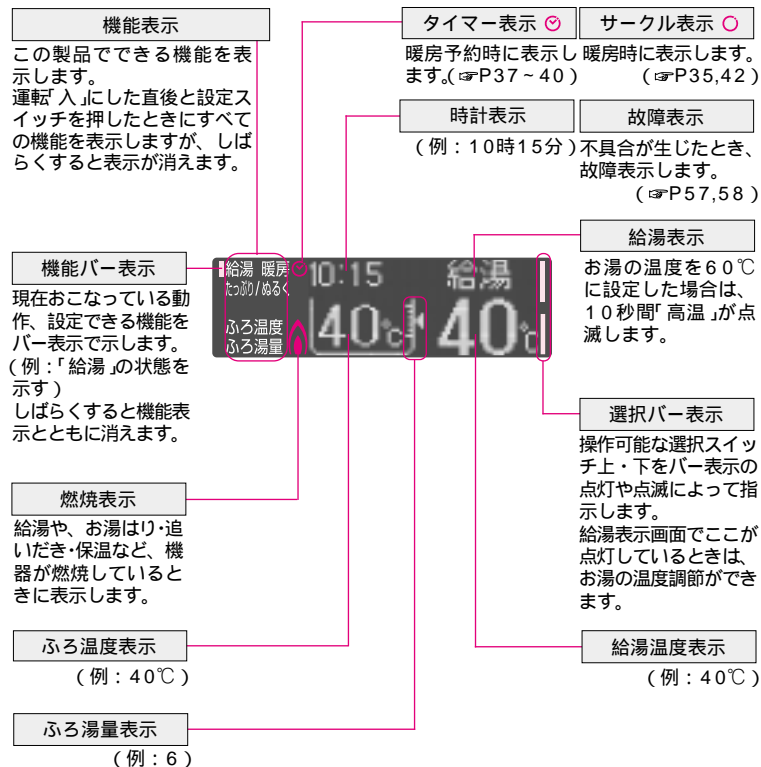 機能表示
この製品でできる機能を表
示します。
運転「入」にした直後と設定ス
イッチを押したときにすべて
の機能を表示しますが、しば
らくすると表示が消えます。
タイマー表示
暖房予約時に表示し
ます。(☞P37~40)
サークル表示 ○
暖房時に表示します。
(☞P35,42)
時計表示
(例:10時15分)
故障表示
不具合が生じたとき、
故障表示します。
(☞P57,58)
給湯表示
お湯の温度を60℃
に設定した場合は、
10秒間「高温」が点
滅します。
機能バー表示
現在おこなっている動
作、設定できる機能を
バー表示で示します。
(例:「給湯」の状態を
示す)
しばらくすると機能表
示とともに消えます。
給湯 暖房 10:15 給湯
たっぷり/ぬるく
ふろ温度 40℃ 40℃
ふろ湯量
選択バー表示
操作可能な選択スイッ
チ上・下をバー表示の
点灯や点滅によって指
示します。
給湯表示画面でここが
点灯しているときは、
お湯の温度調節ができ
ます。
燃焼表示
給湯や、お湯はり・追
いだき・保温など、機
器が燃焼していると
きに表示します。
ふろ温度表示
(例:40℃)
給湯温度表示
(例:40℃)
ふろ湯量表示
(例:6)